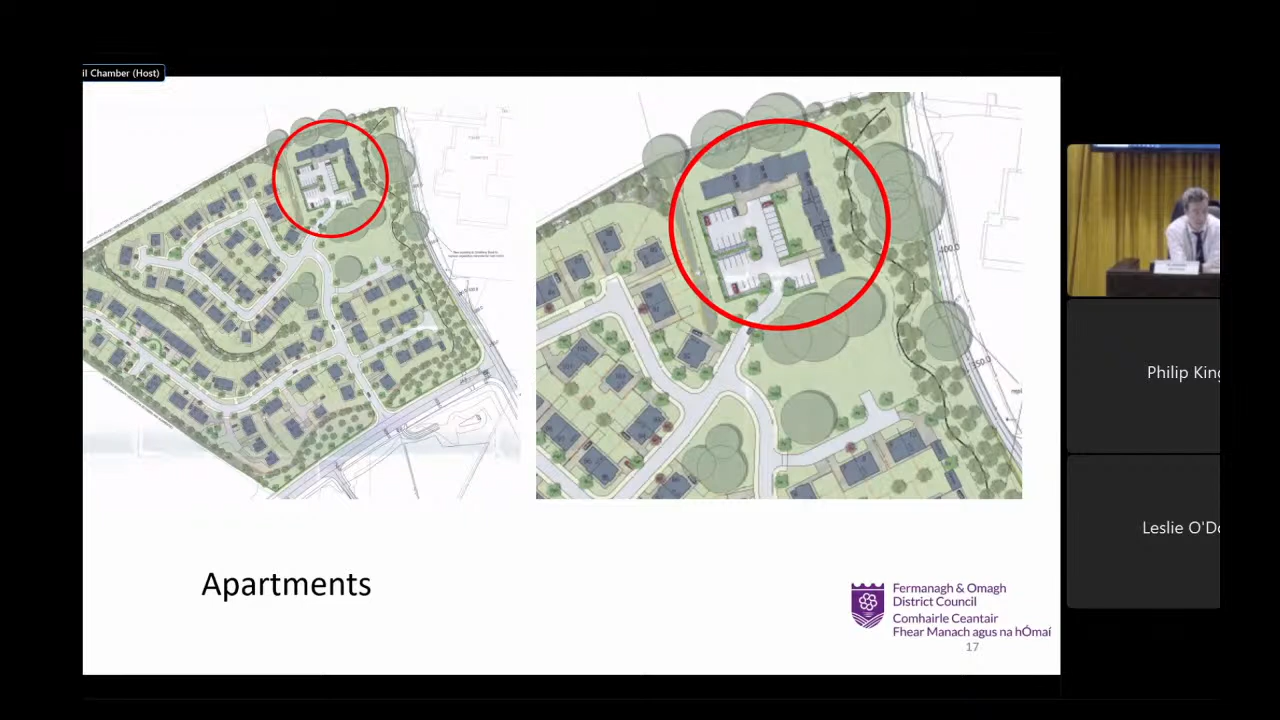 il Chamber (Host)
Apartments
Fermanagh & Omagh
District Council
Comhairle Ceantair
Fhear Manach agus na hÓmaí
17
Philip King
Leslie O'Do